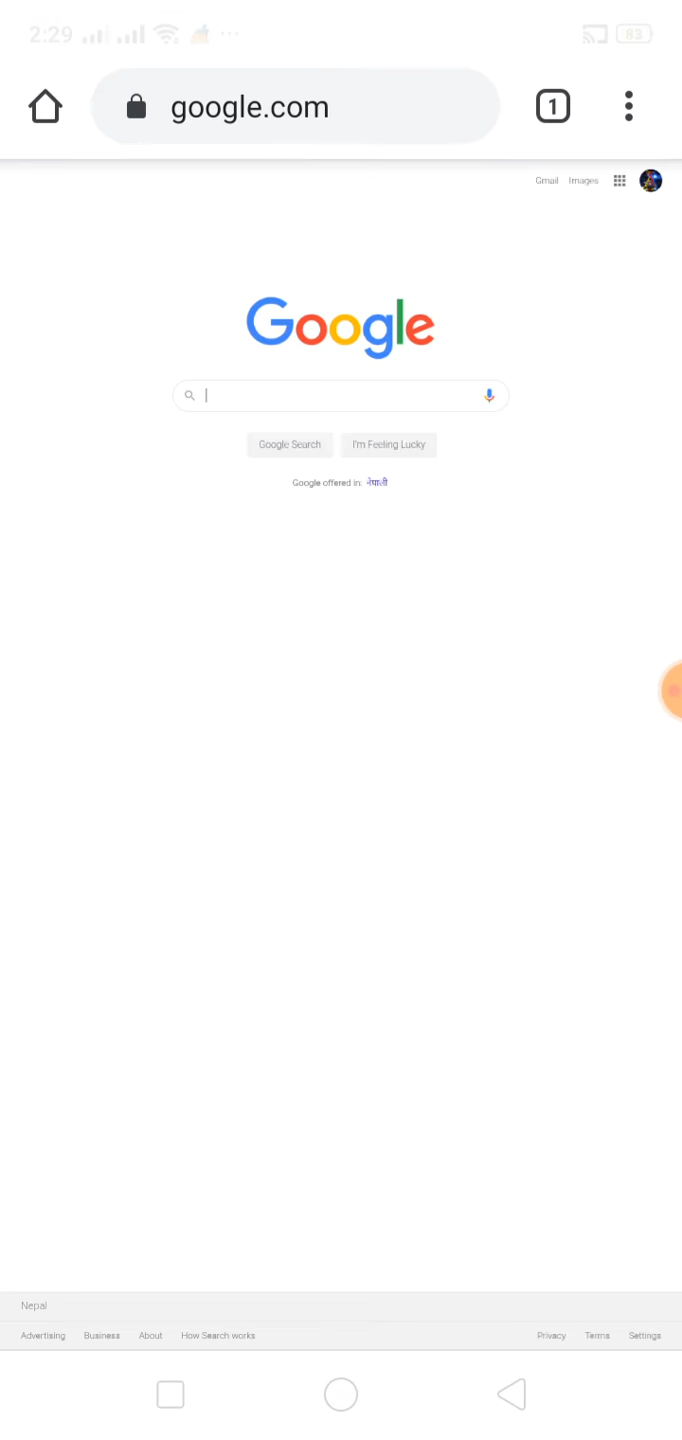 2:29
83
google.com
1
Gmail Images
Google
Google Search I'm Feeling Lucky
Google offered in: नेपाली
Nepal
Advertising Business About How Search works Privacy Terms Settings